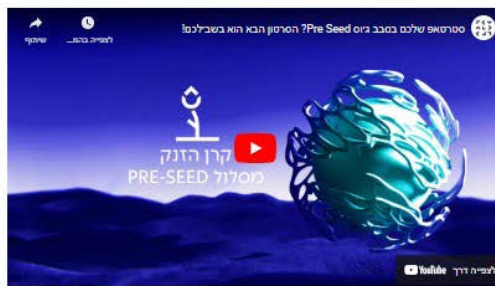 סטרטאפ שלכם בסבב גיוס Pre Seed? הסרטון הבא הוא בשבילכם!
לצפייה בהמ...
שיתוף
קרן הזנק
מסלול PRE-SEED
לצפייה דרך YouTube